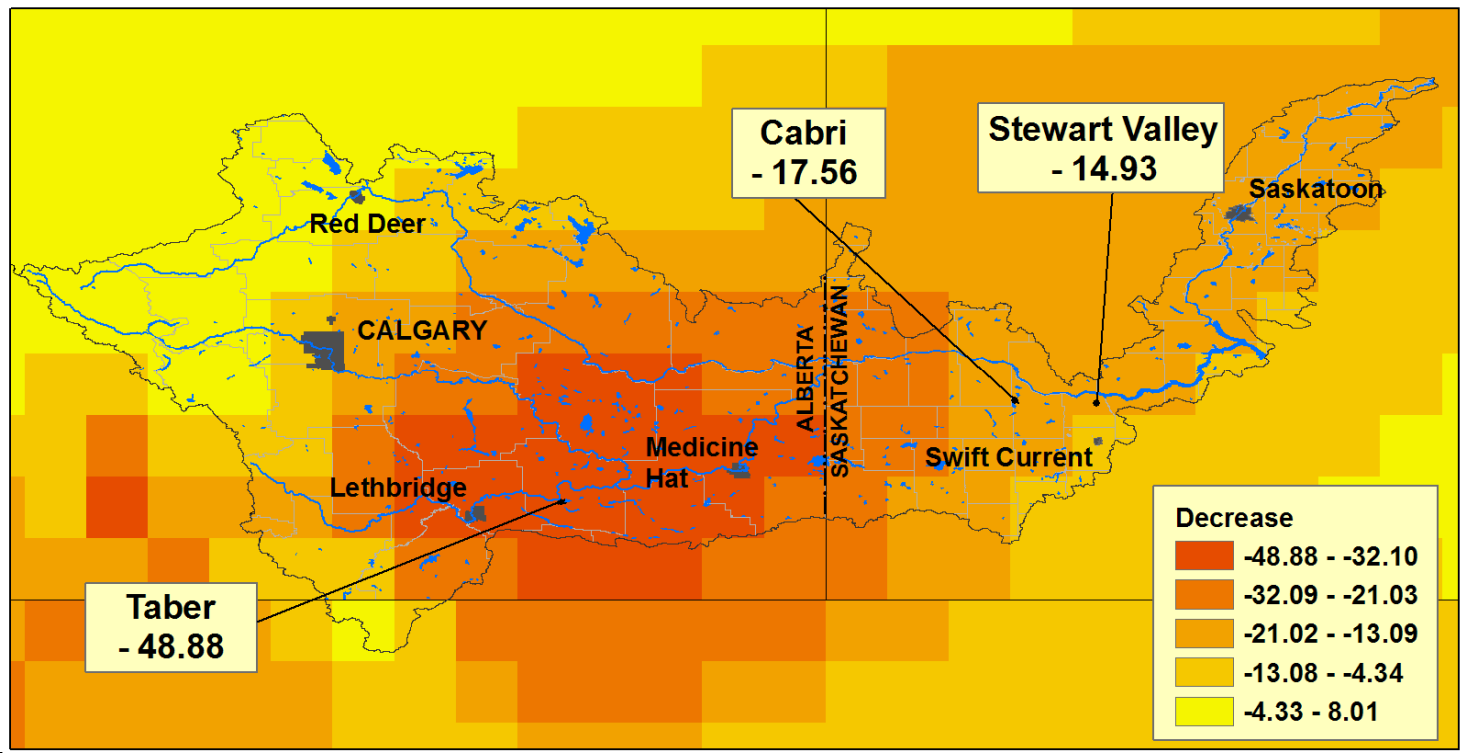 Cabri
- 17.56
Stewart Valley
- 14.93
Saskatoon
Red Deer
CALGARY
ALBERTA
SASKATCHEWAN
Medicine
Hat
Swift Current
Lethbridge
Taber
- 48.88
Decrease
-48.88 - -32.10
-32.09 - -21.03
-21.02 - -13.09
-13.08 - -4.34
-4.33 - 8.01